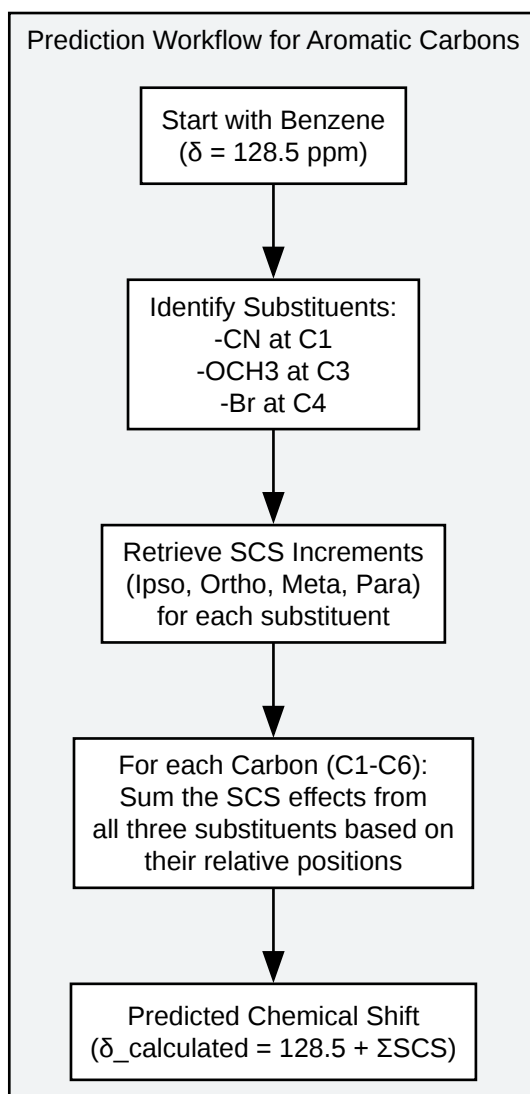 Prediction Workflow for Aromatic Carbons
Start with Benzene
(δ = 128.5 ppm)
Identify Substituents:
-CN at C1
-OCH3 at C3
-Br at C4
Retrieve SCS Increments
(Ipso, Ortho, Meta, Para)
for each substituent
For each Carbon (C1-C6):
Sum the SCS effects from
all three substituents based on
their relative positions
Predicted Chemical Shift
(δ_calculated = 128.5 + ΣSCS)